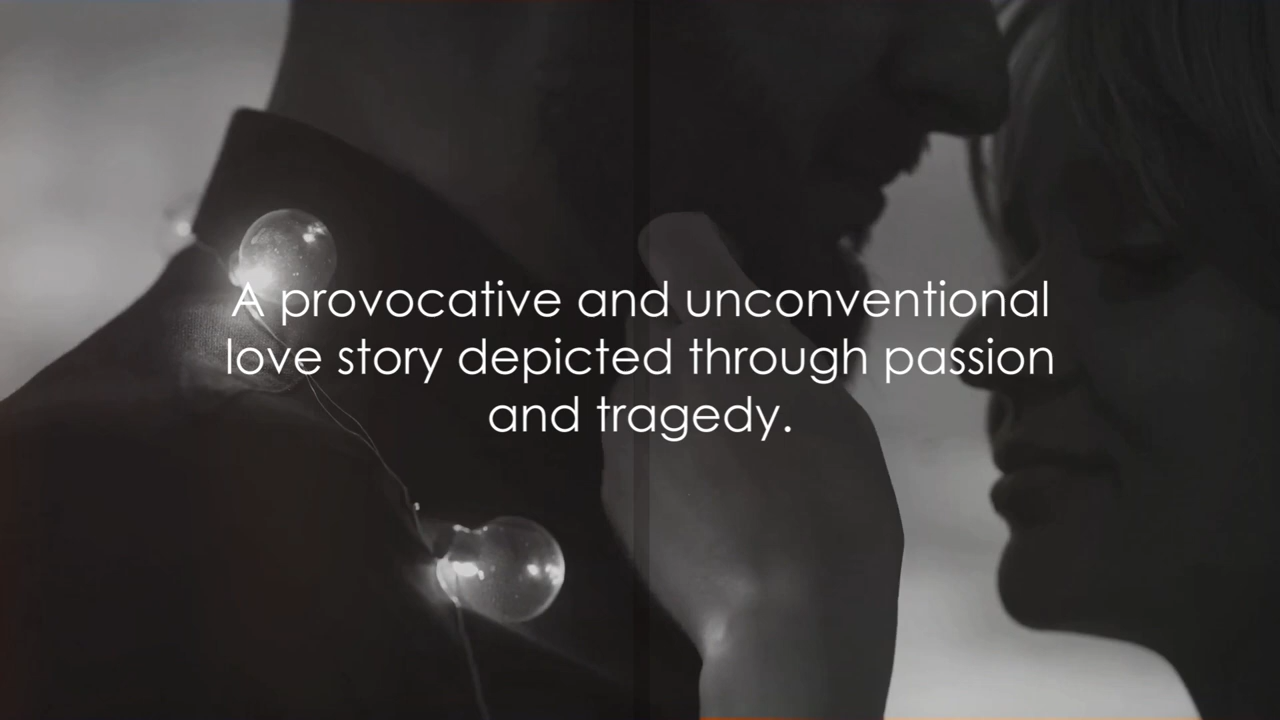 A provocative and unconventional
love story depicted through passion
and tragedy.